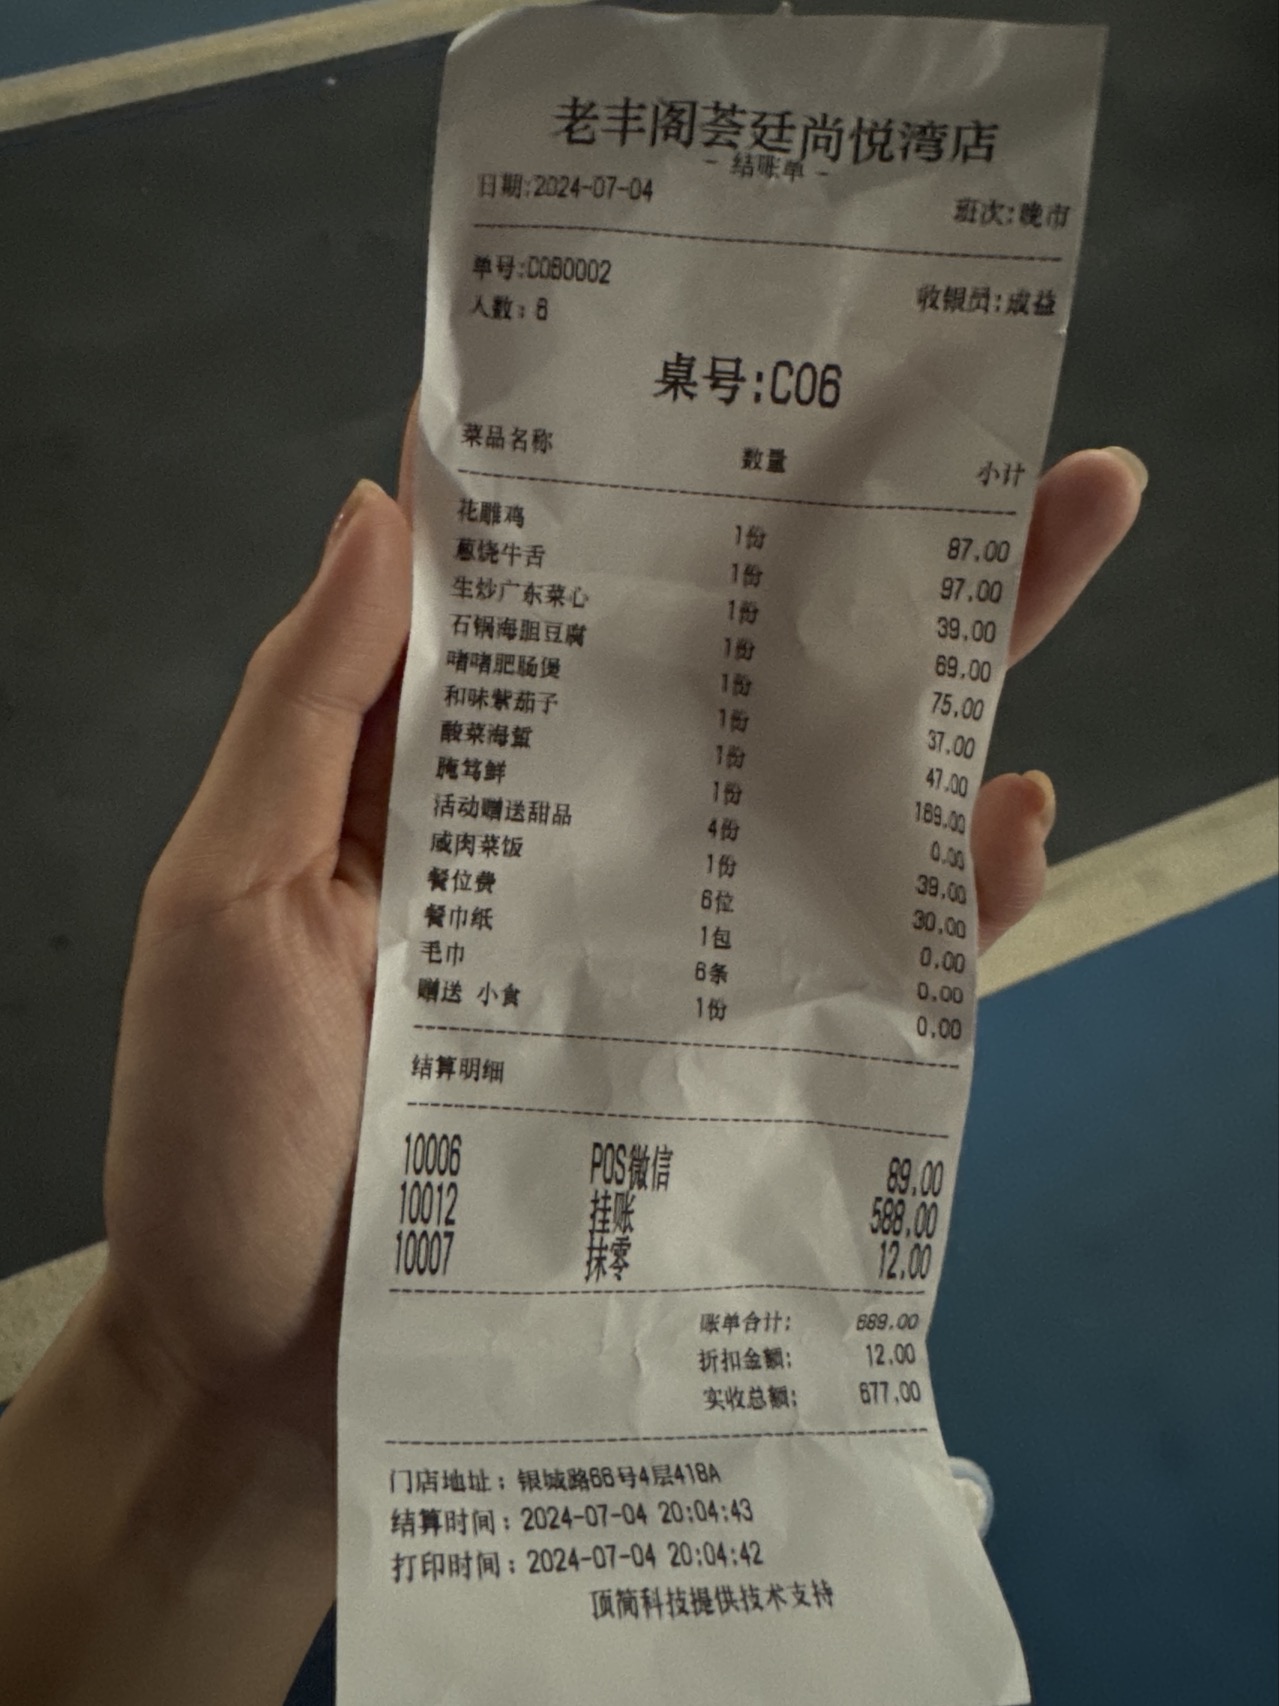 老丰阁荟廷尚悦湾店
- 结账单 -
日期:2024-07-04 班次:晚市
单号:C0B0002 收银员:成益
人数: 6
桌号:C06
菜品名称 数量 小计
花雕鸡 1份 87.00
葱烧牛舌 1份 97.00
生炒广东菜心 1份 39.00
石锅海胆豆腐 1份 69.00
啫啫肥肠煲 1份 75.00
和味紫茄子 1份 37.00
酸菜海蜇 1份 47.00
腌笃鲜 1份 169.00
活动赠送甜品 4份 0.00
咸肉菜饭 1份 39.00
餐位费 6位 30.00
餐巾纸 1包 0.00
毛巾 6条 0.00
赠送 小食 1份 0.00
结算明细
10006 POS微信 89.00
10012 挂账 588.00
10007 抹零 12.00
账单合计: 689.00
折扣金额: 12.00
实收总额: 677.00
门店地址: 银城路66号4层418A
结算时间: 2024-07-04 20:04:43
打印时间: 2024-07-04 20:04:42
顶简科技提供技术支持